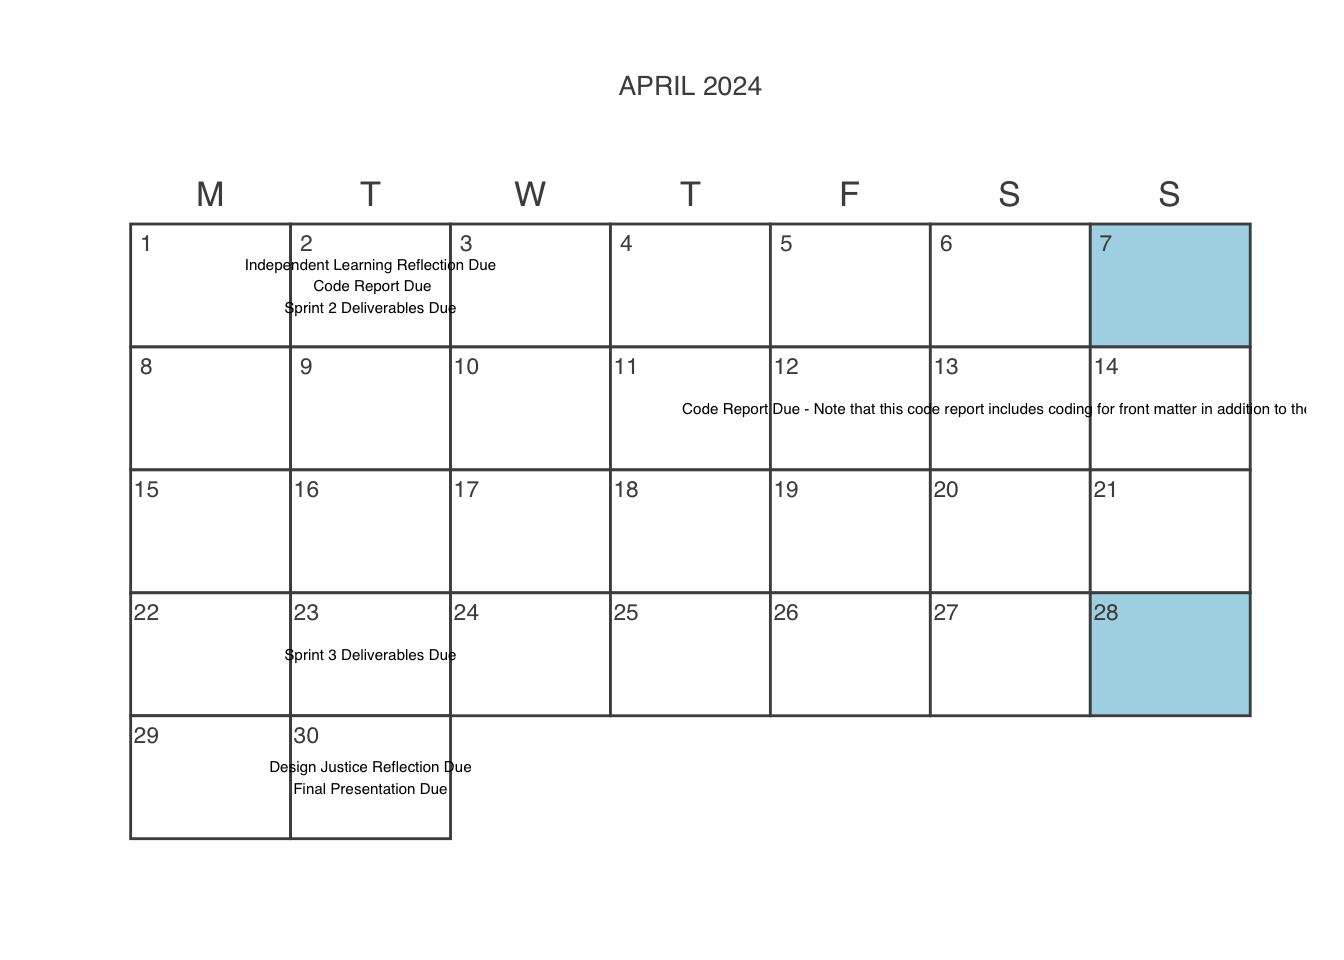 APRIL 2024
M T W T F S S
1 2 3 4 5 6 7
Independent Learning Reflection Due
Code Report Due
Sprint 2 Deliverables Due
8 9 10 11 12 13 14
Code Report Due - Note that this code report includes coding for front matter in addition to the
15 16 17 18 19 20 21
22 23 24 25 26 27 28
Sprint 3 Deliverables Due
29 30
Design Justice Reflection Due
Final Presentation Due